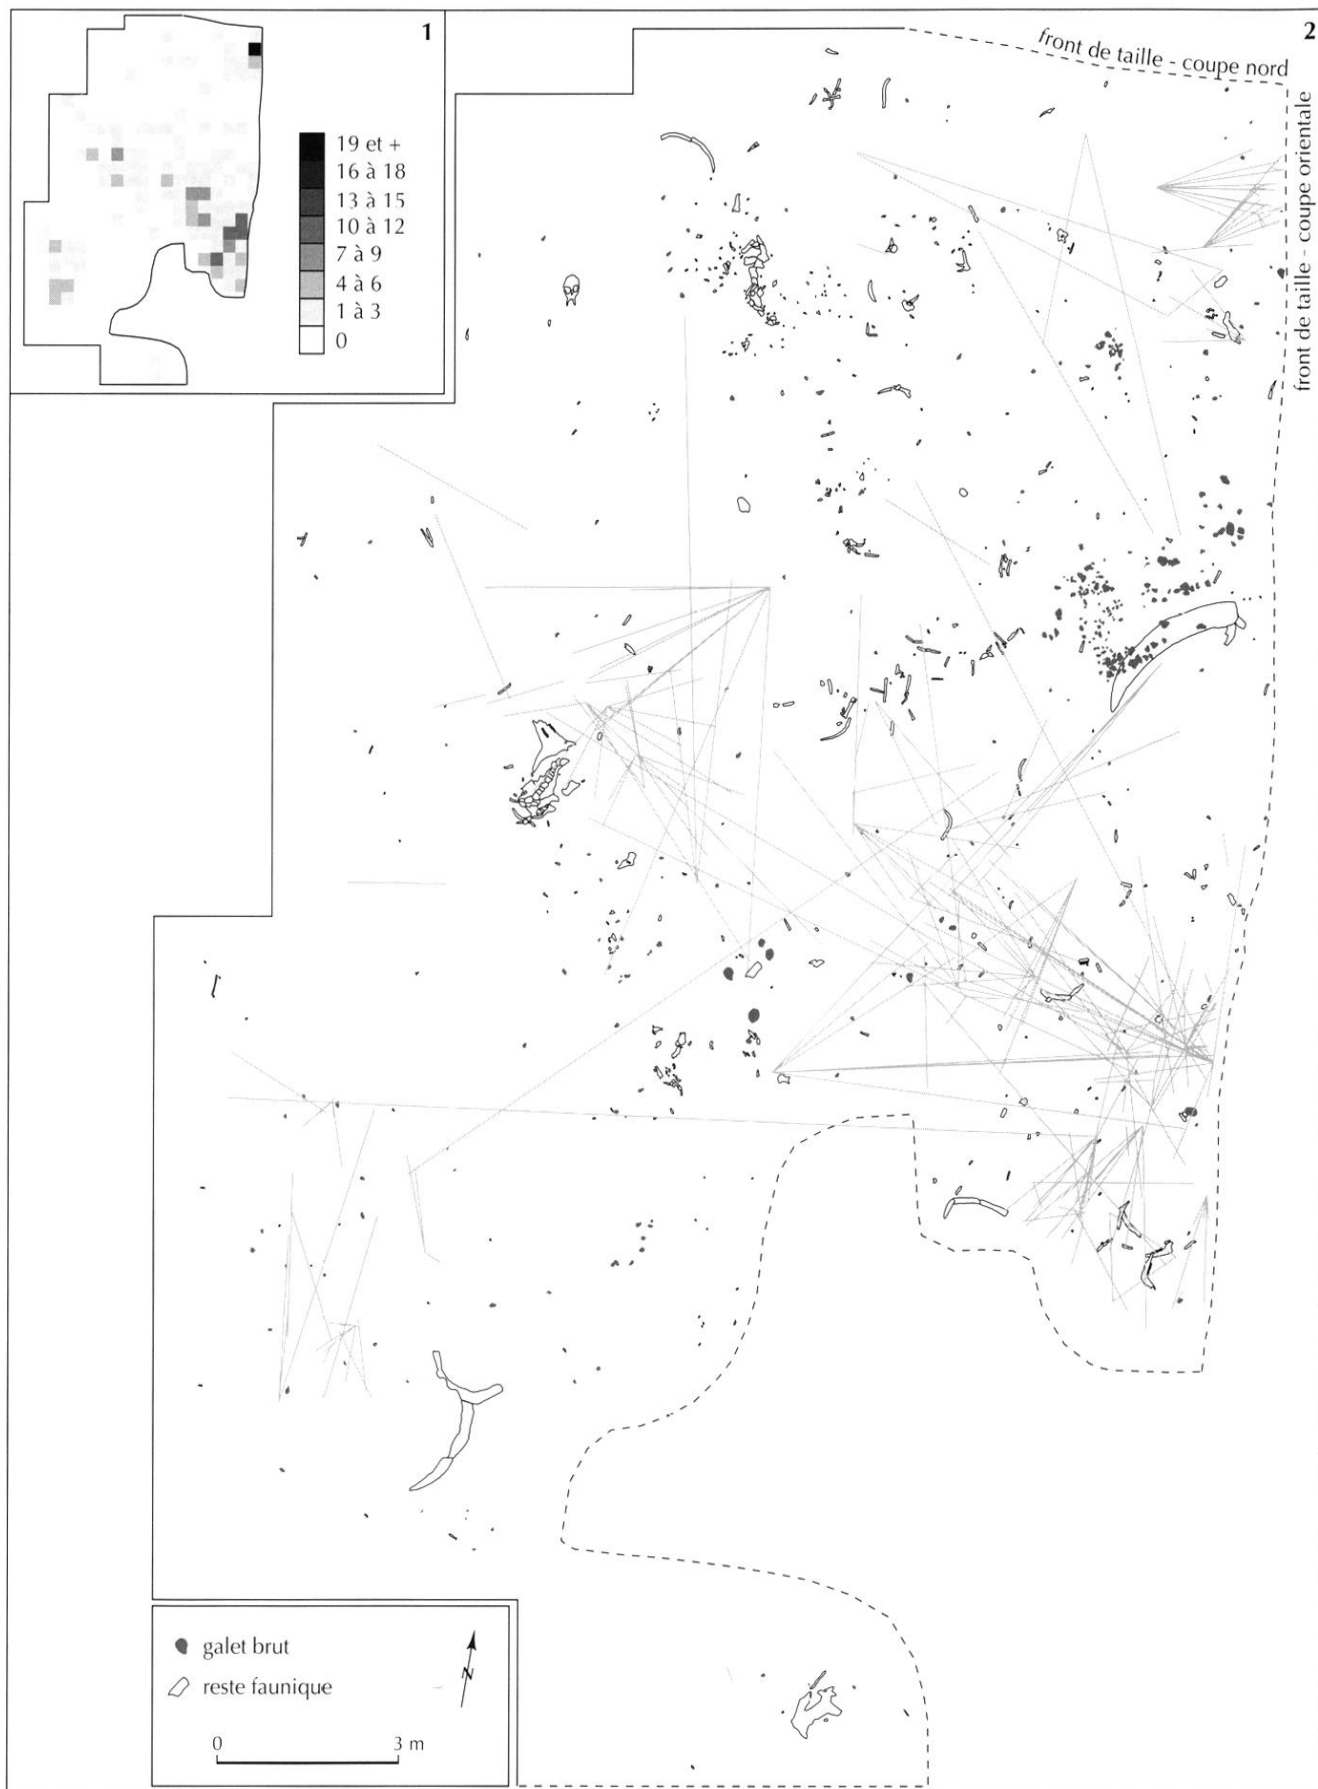 1
19 et +
16 à 18
13 à 15
10 à 12
7 à 9
4 à 6
1 à 3
0
2
front de taille - coupe nord
front de taille - coupe orientale
galet brut
reste faunique
N
0 3 m